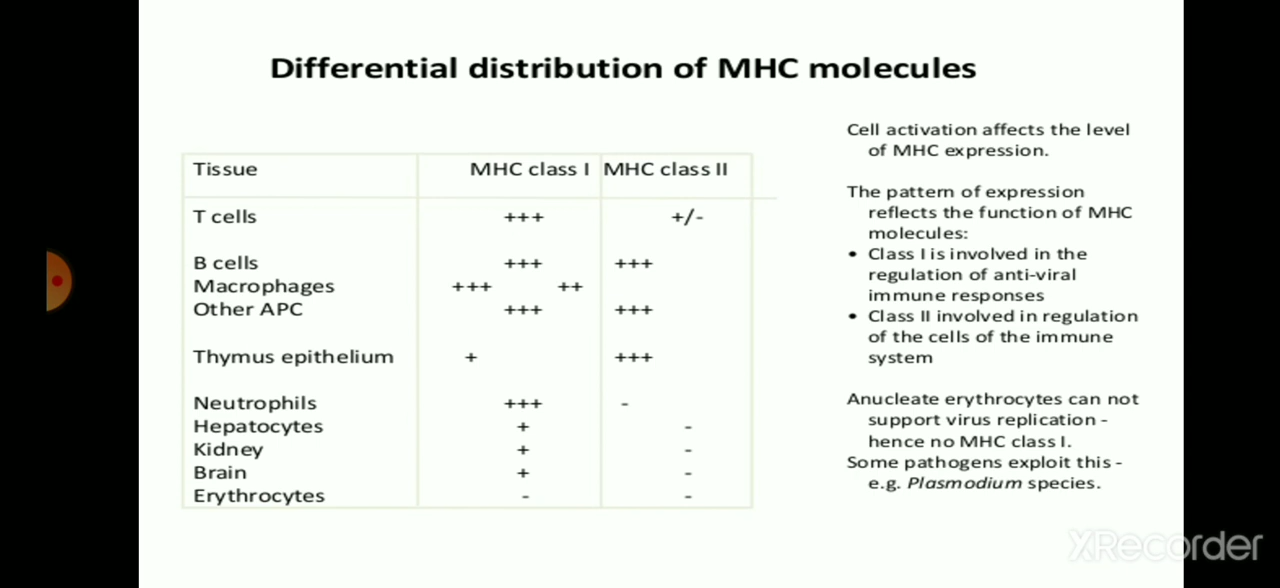 Differential distribution of MHC molecules
Tissue MHC class I MHC class II
T cells +++ +/-
B cells +++ +++
Macrophages +++ ++
Other APC +++ +++
Thymus epithelium + +++
Neutrophils +++ -
Hepatocytes + -
Kidney + -
Brain + -
Erythrocytes - -
Cell activation affects the level
of MHC expression.
The pattern of expression
reflects the function of MHC
molecules:
• Class I is involved in the
regulation of anti-viral
immune responses
• Class II involved in regulation
of the cells of the immune
system
Anucleate erythrocytes can not
support virus replication -
hence no MHC class I.
Some pathogens exploit this -
e.g. Plasmodium species.
XRecorder